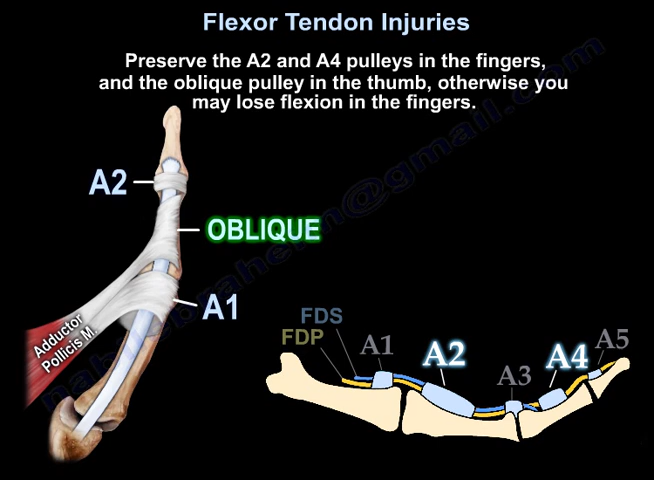 Flexor Tendon Injuries
Preserve the A2 and A4 pulleys in the fingers,
and the oblique pulley in the thumb, otherwise you
may lose flexion in the fingers.
A2
OBLIQUE
A1
Adductor
Pollicis M
FDS
FDP
A1
A2
A3
A4
A5